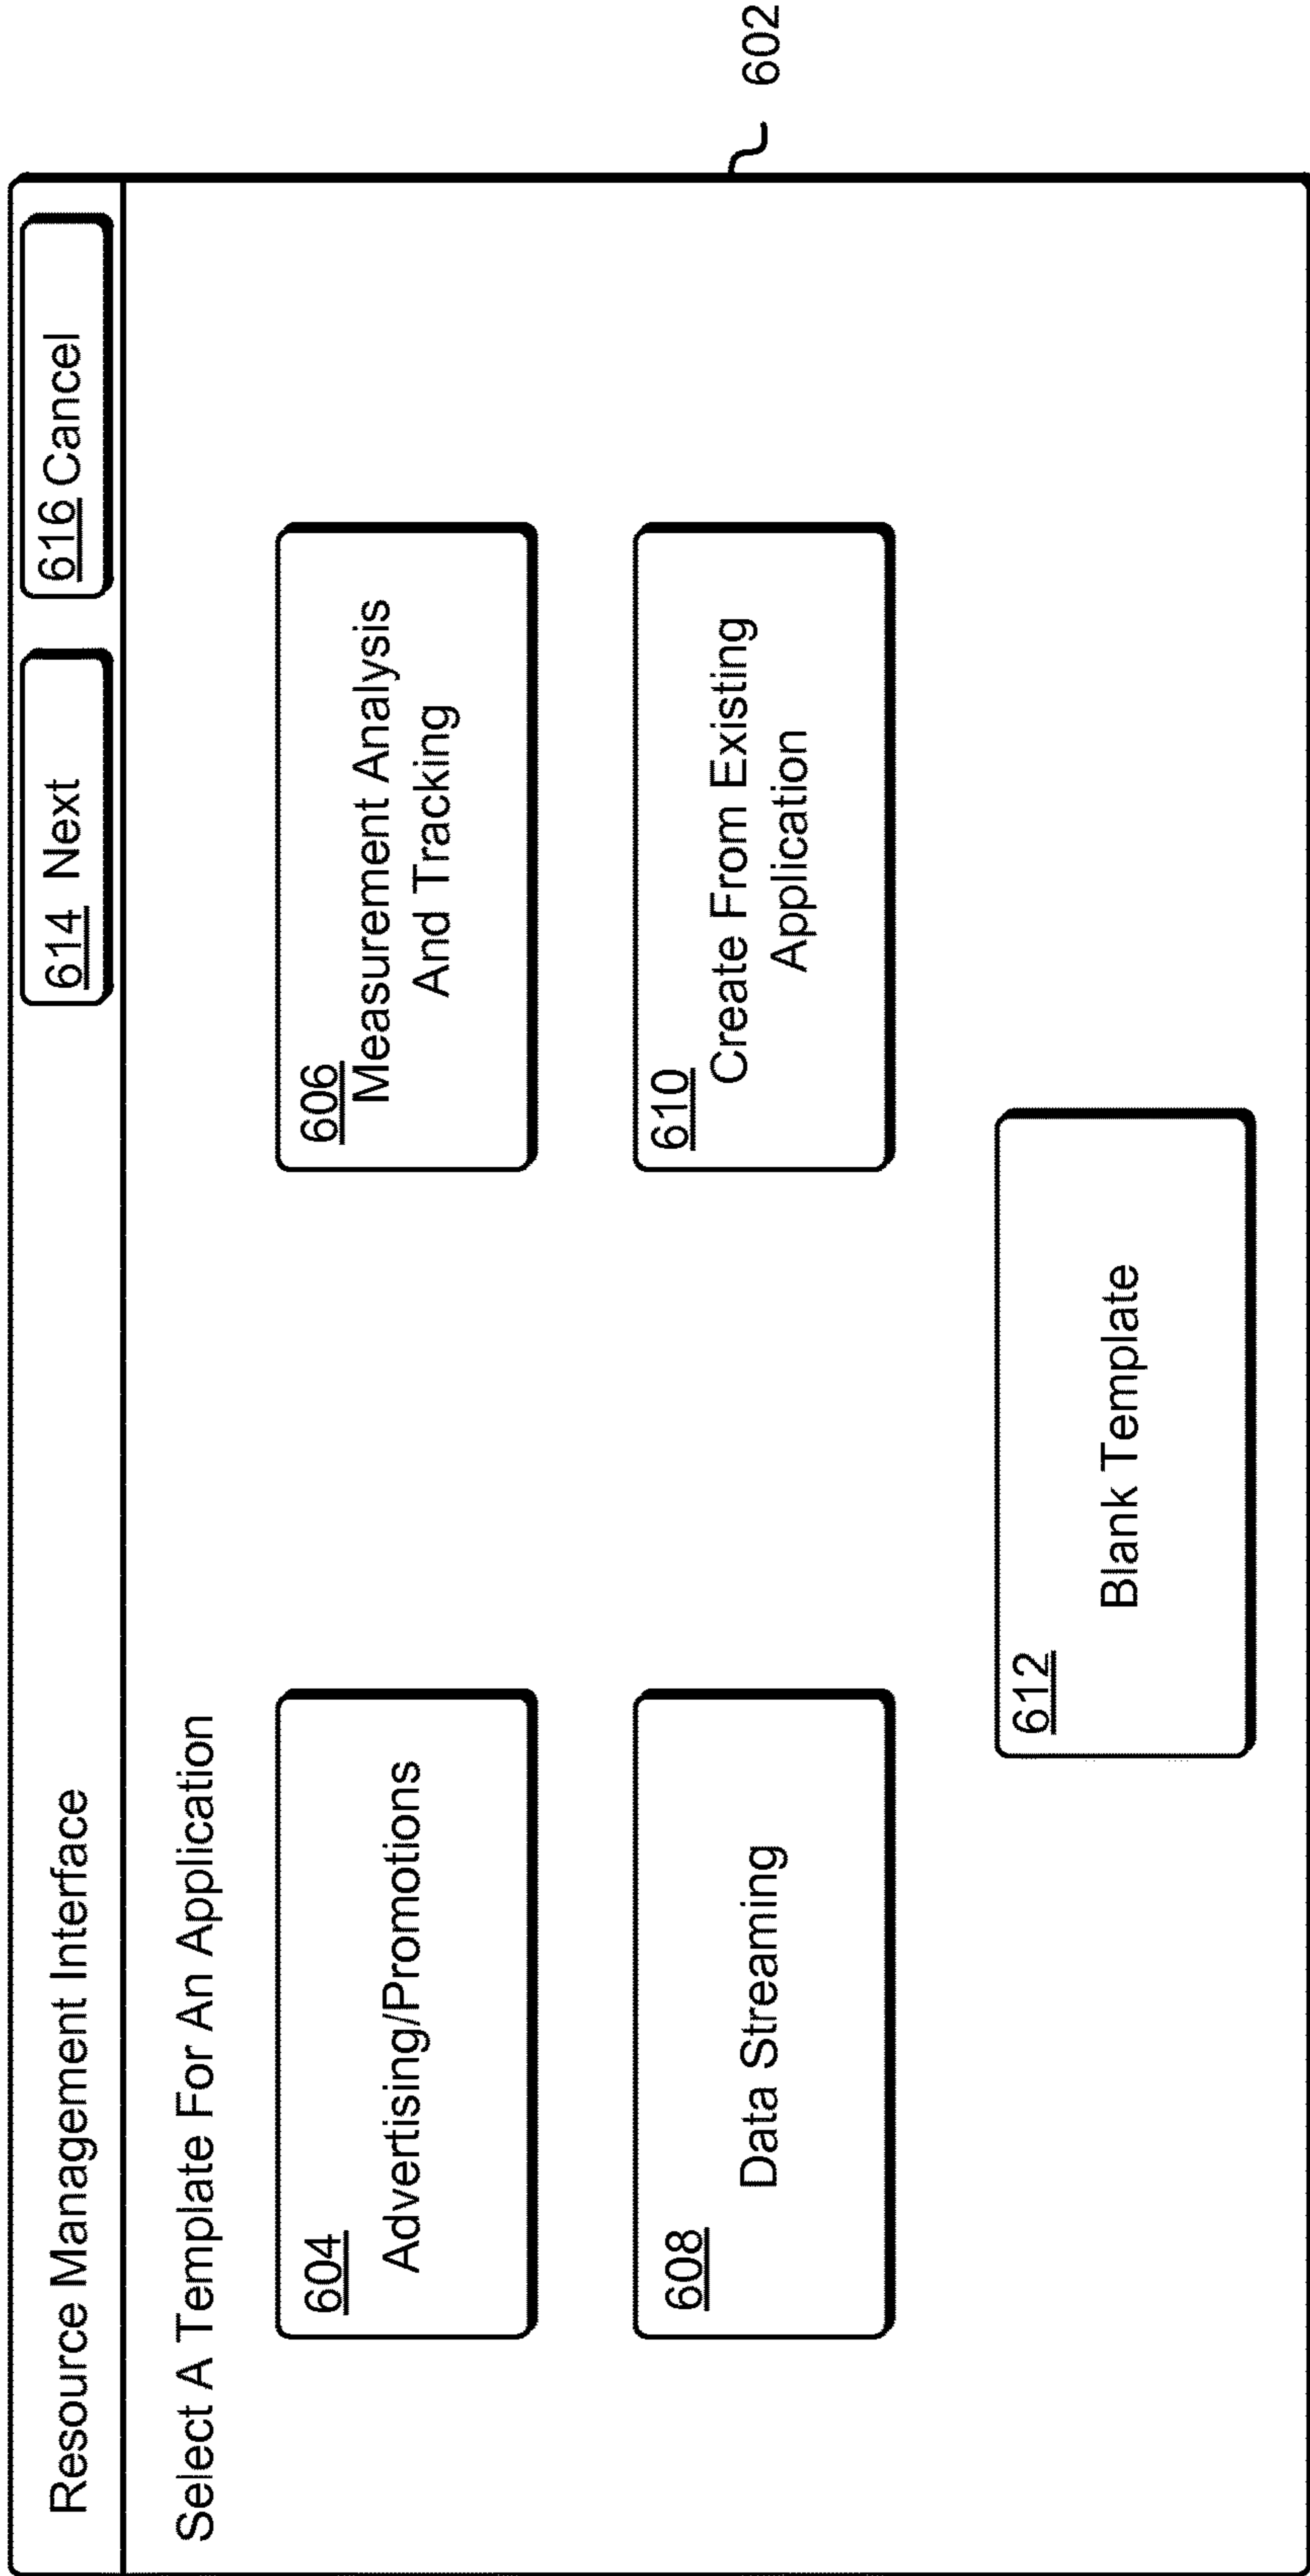 Resource Management Interface
614 Next
616 Cancel
Select A Template For An Application
604
Advertising/Promotions
606
Measurement Analysis
And Tracking
608
Data Streaming
610
Create From Existing
Application
612
Blank Template
602